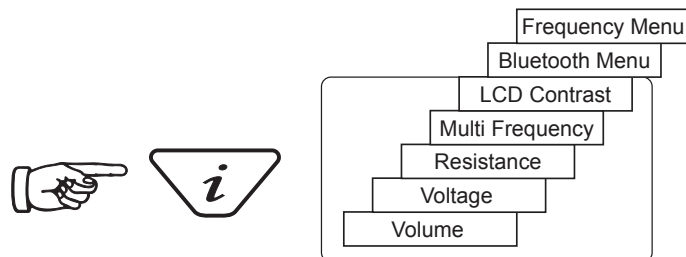 Frequency Menu
Bluetooth Menu
LCD Contrast
Multi Frequency
i
Resistance
Voltage
Volume